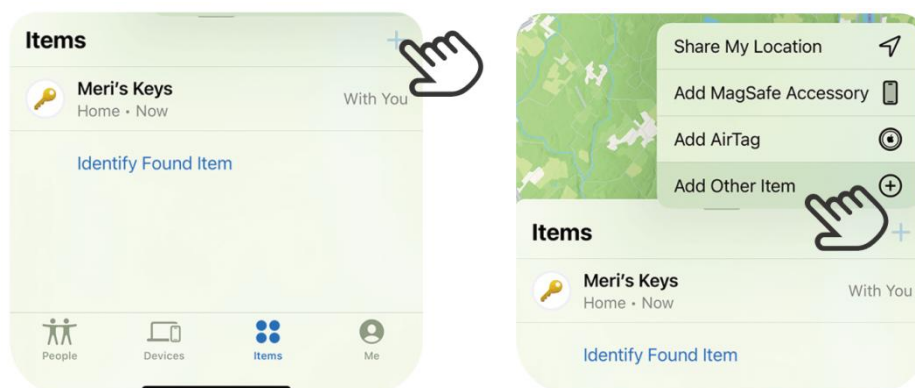 Items
Meri's Keys
Home • Now
With You
Identify Found Item
People
Devices
Items
Me
Share My Location
Add MagSafe Accessory
Add AirTag
Add Other Item
Items
Meri's Keys
Home • Now
With You
Identify Found Item